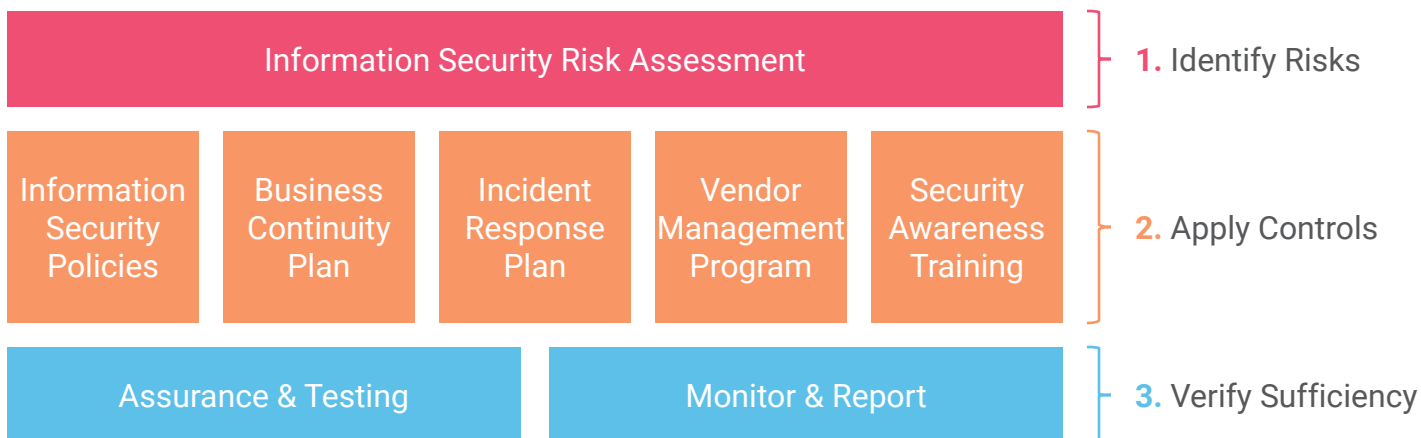 Information Security Risk Assessment
1. Identify Risks
Information
Security
Policies
Business
Continuity
Plan
Incident
Response
Plan
Vendor
Management
Program
Security
Awareness
Training
2. Apply Controls
Assurance & Testing
Monitor & Report
3. Verify Sufficiency